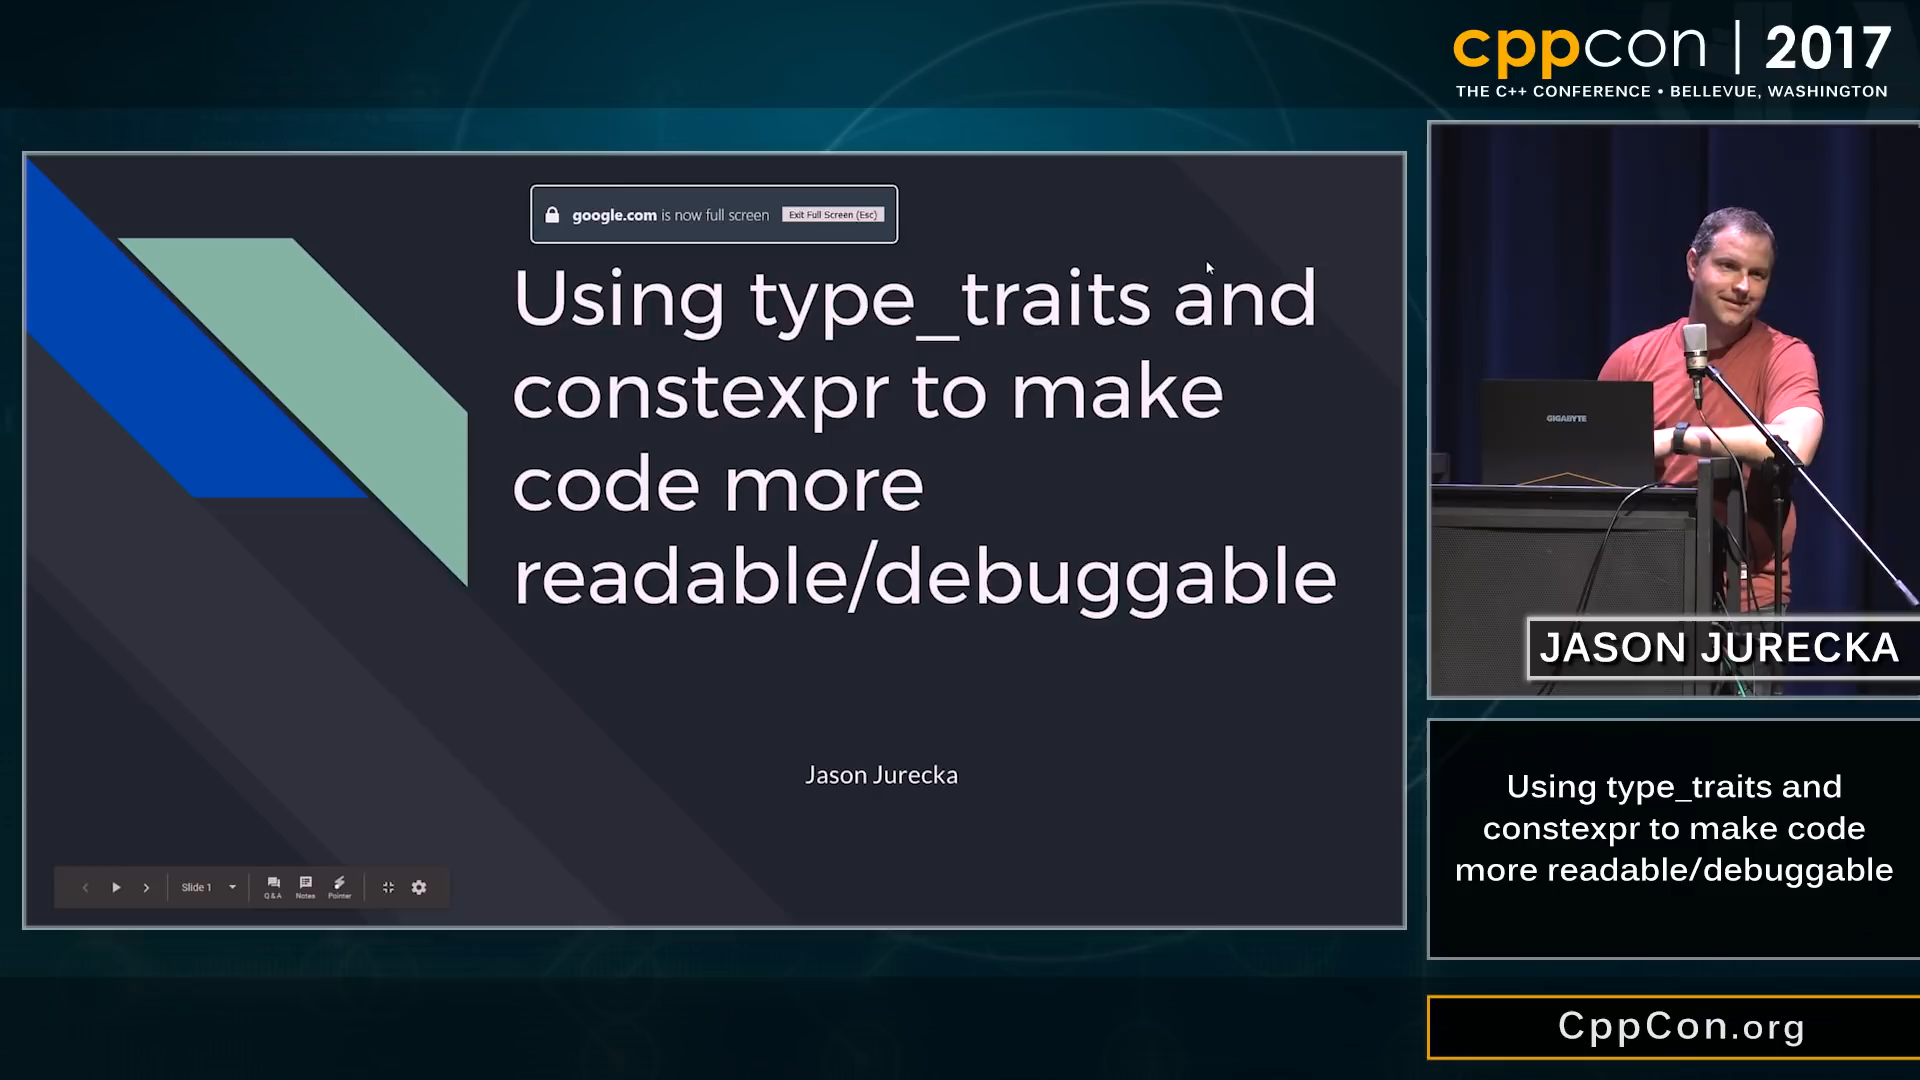 cppcon | 2017
THE C++ CONFERENCE • BELLEVUE, WASHINGTON
google.com is now full screen Exit Full Screen (Esc)
Using type_traits and
constexpr to make
code more
readable/debuggable
Jason Jurecka
Slide 1
Q&A
Notes
Pointer
GIGABYTE
JASON JURECKA
Using type_traits and
constexpr to make code
more readable/debuggable
CppCon.org